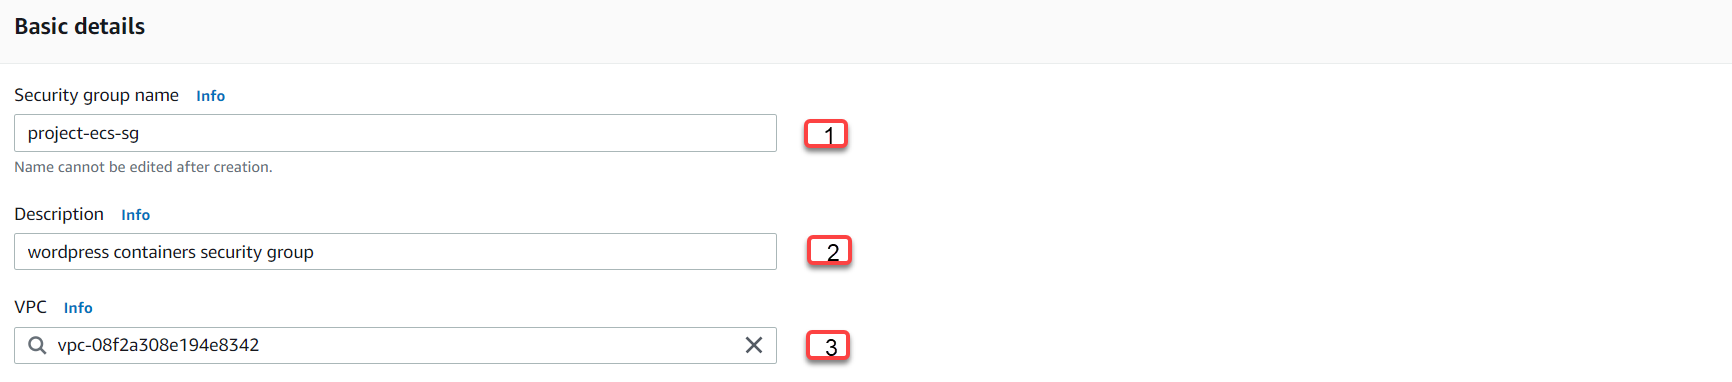 Basic details
Security group name Info
project-ecs-sg 1
Name cannot be edited after creation.
Description Info
wordpress containers security group 2
VPC Info
vpc-08f2a308e194e8342 3